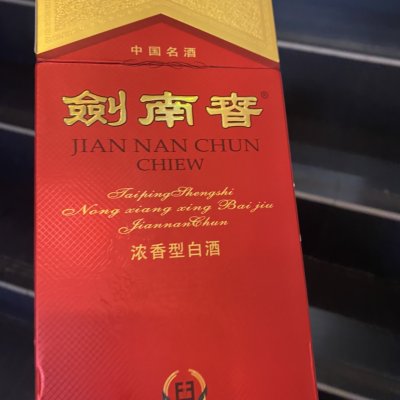 中国名酒
劍南春®
JIAN NAN CHUN
CHIEW
TaipingShengshi
Nong xiang xing Bai jiu
JiannanChun
浓香型白酒